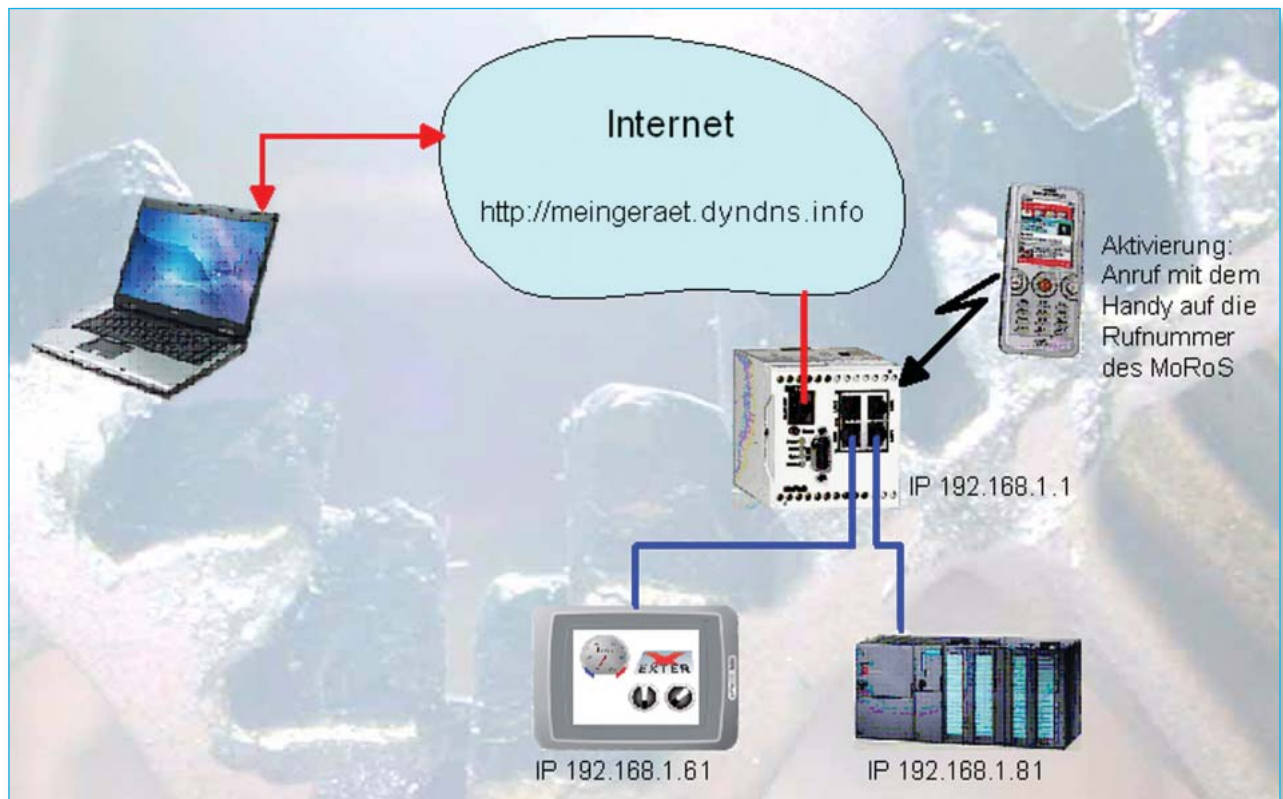 Internet
http://meingeraet.dyndns.info
Aktivierung:
Anruf mit dem
Handy auf die
Rufnummer
des MoRoS
IP 192.168.1.1
EXTER
IP 192.168.1.61
IP 192.168.1.81